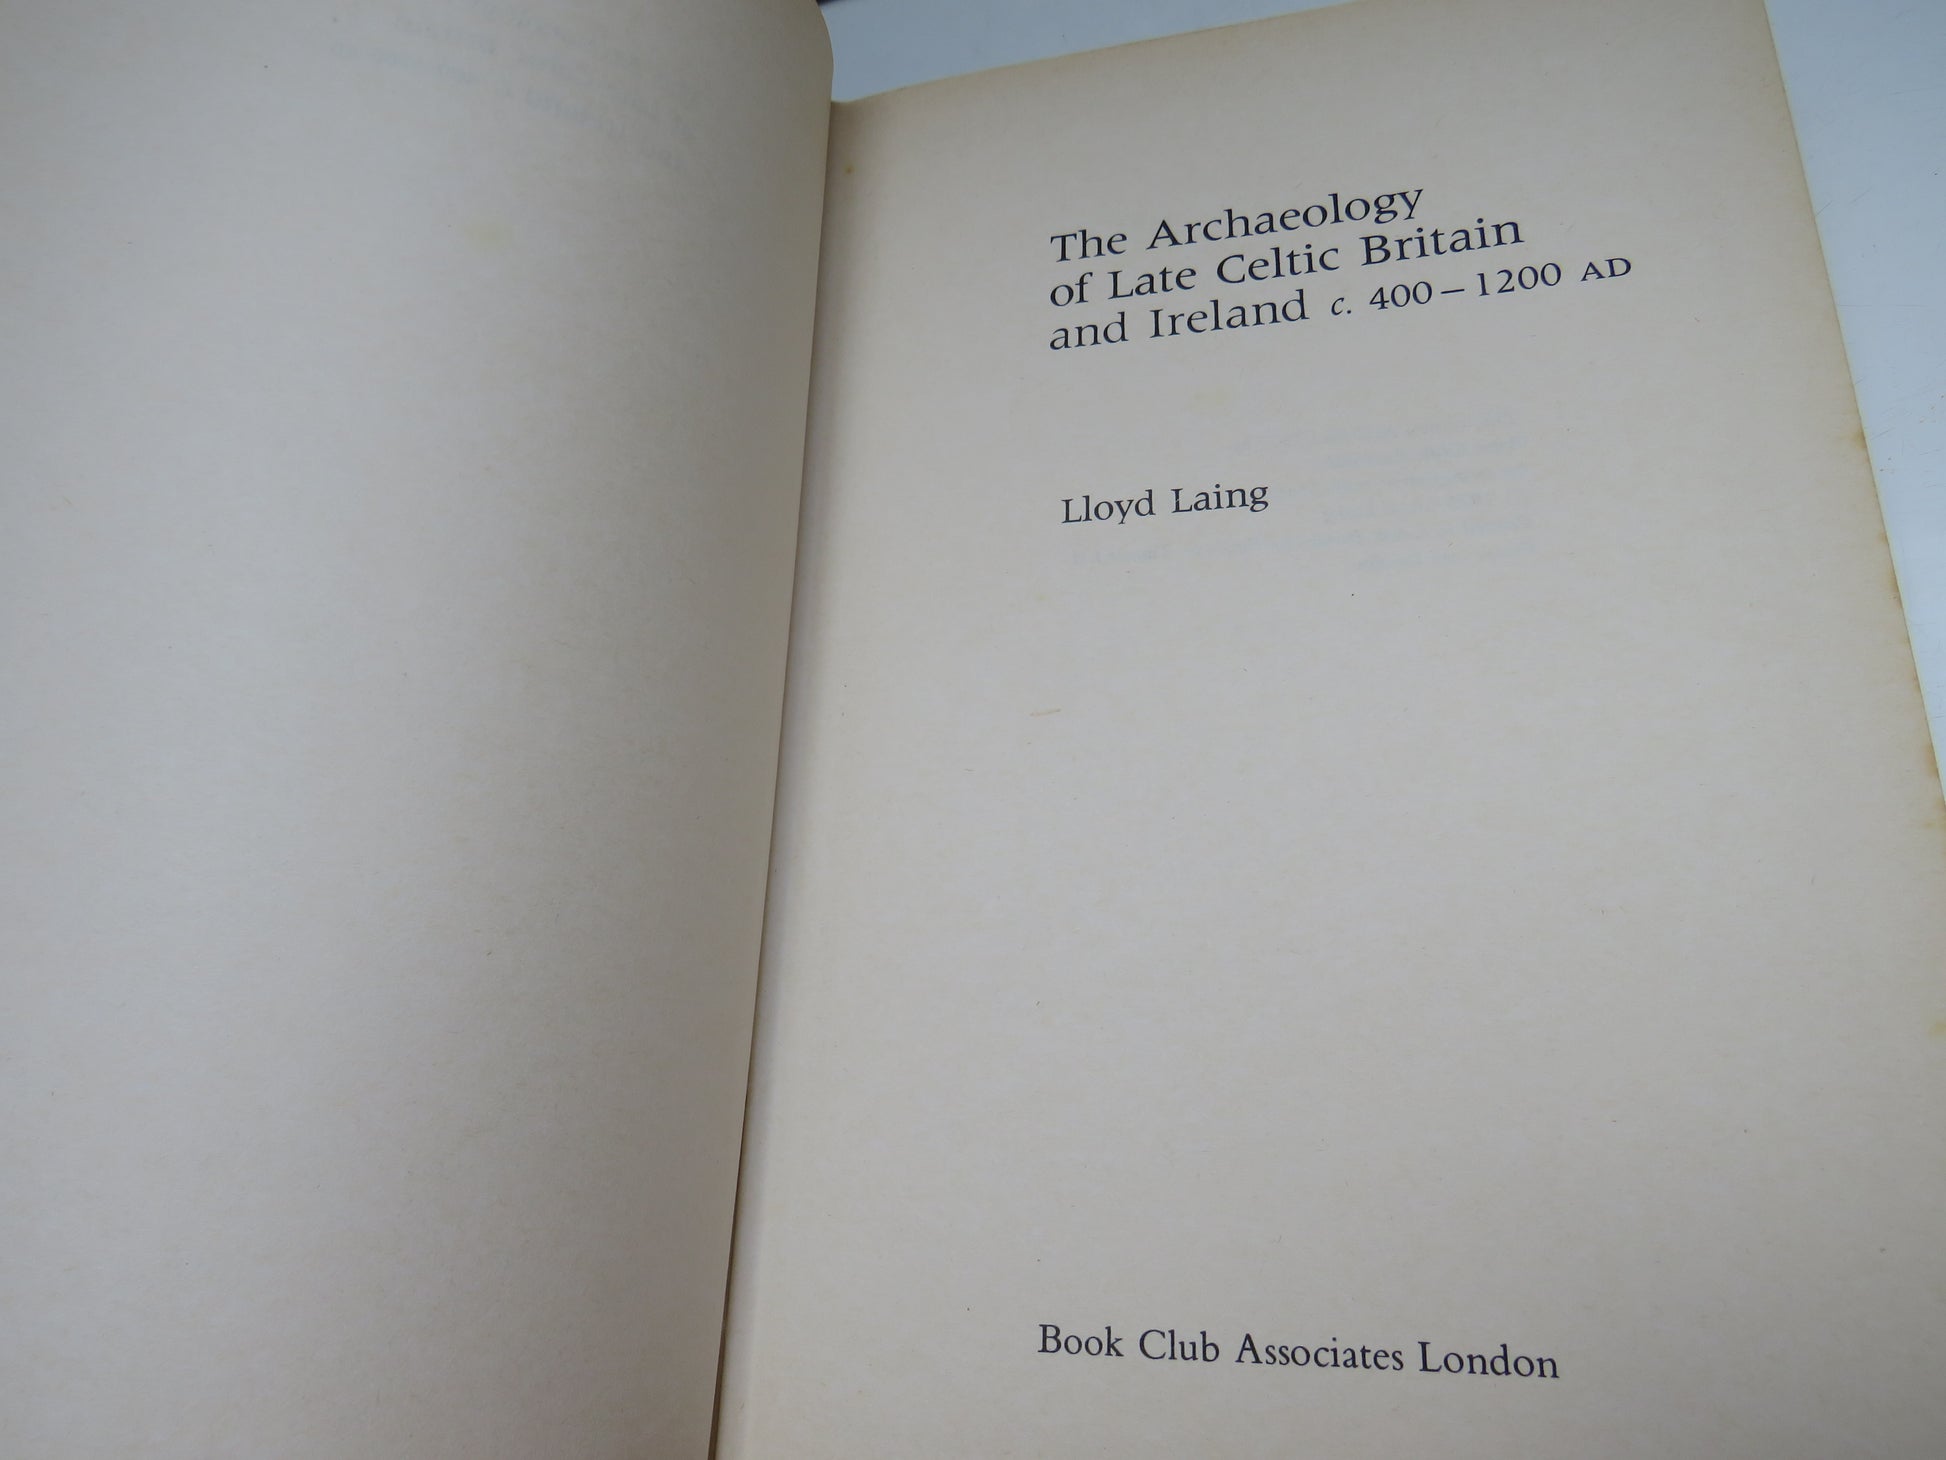 The Archaeology
of Late Celtic Britain
and Ireland c. 400–1200 AD
Lloyd Laing
Book Club Associates London